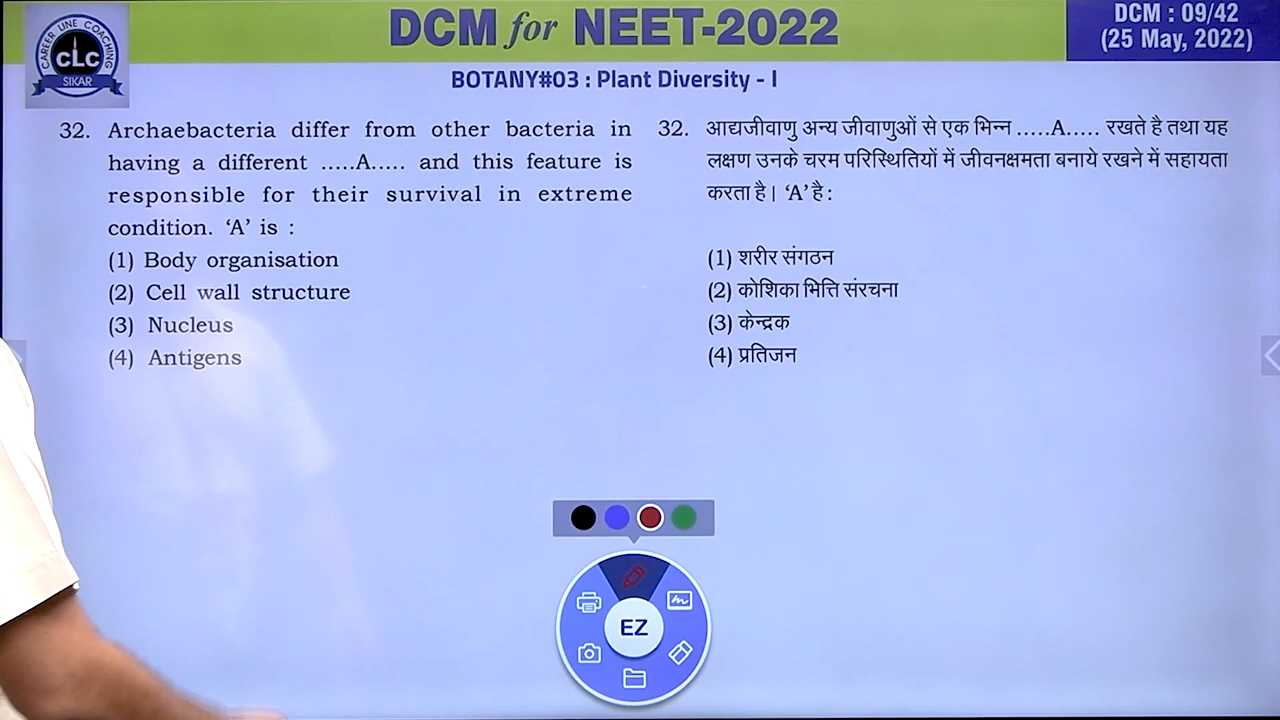 CAREER LINE COACHING
CLC
SIKAR
DCM for NEET-2022
DCM : 09/42
(25 May, 2022)
BOTANY#03 : Plant Diversity - I
32. Archaebacteria differ from other bacteria in
having a different .....A..... and this feature is
responsible for their survival in extreme
condition. ‘A’ is :
(1) Body organisation
(2) Cell wall structure
(3) Nucleus
(4) Antigens
32. आद्यजीवाणु अन्य जीवाणुओं से एक भिन्न .....A..... रखते है तथा यह
लक्षण उनके चरम परिस्थितियों में जीवनक्षमता बनाये रखने में सहायता
करता है। ‘A’ है :
(1) शरीर संगठन
(2) कोशिका भित्ति संरचना
(3) केन्द्रक
(4) प्रतिजन
EZ